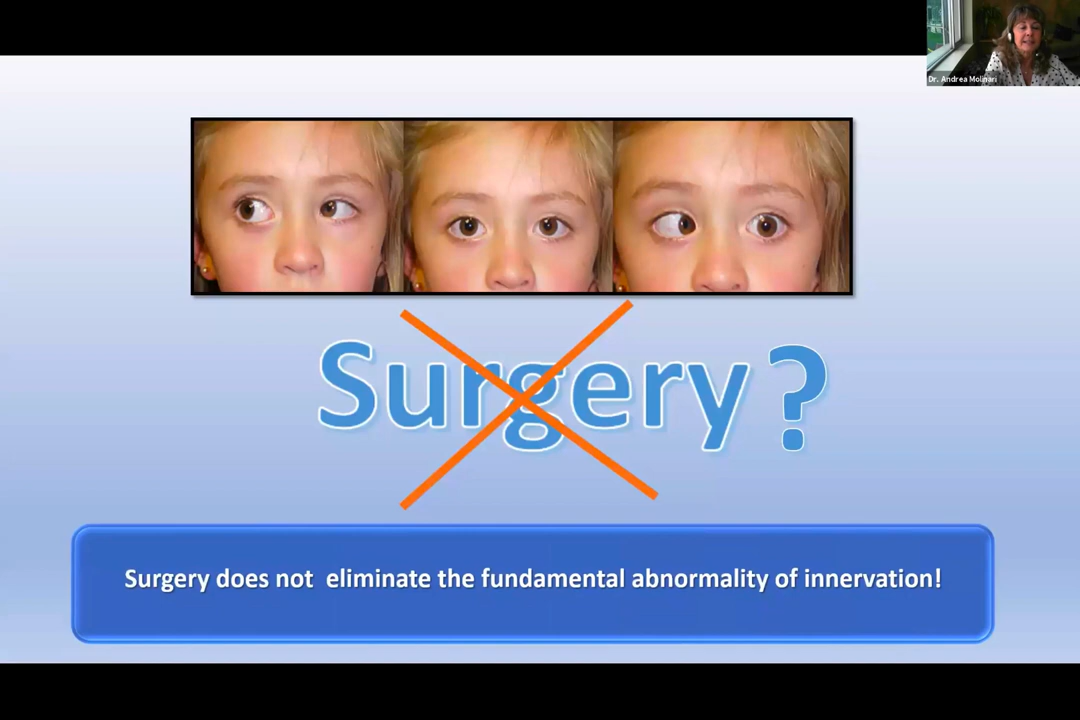 Dr. Andrea Molinari
Surgery?
Surgery does not eliminate the fundamental abnormality of innervation!